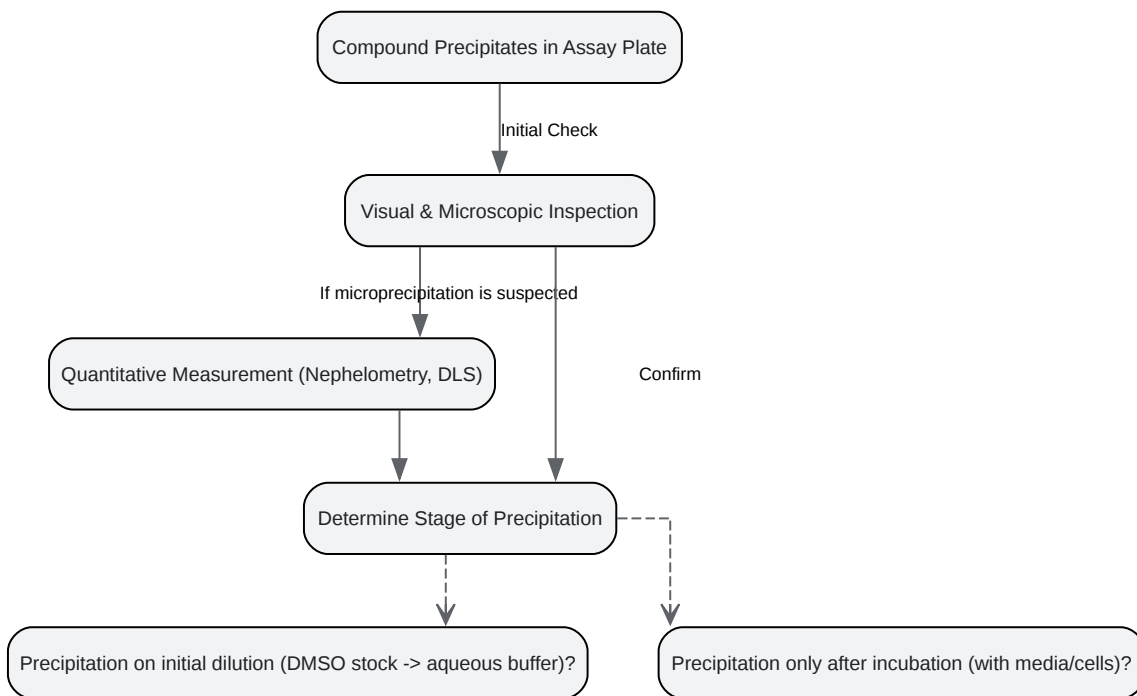 Compound Precipitates in Assay Plate
Initial Check
Visual & Microscopic Inspection
If microprecipitation is suspected
Quantitative Measurement (Nephelometry, DLS)
Confirm
Determine Stage of Precipitation
Precipitation on initial dilution (DMSO stock -> aqueous buffer)?
Precipitation only after incubation (with media/cells)?